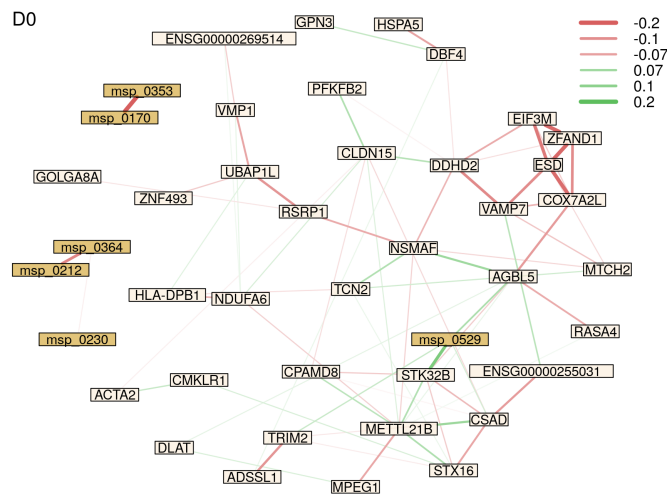 D0
GPN3
HSPA5
-0.2
ENSG00000269514
-0.1
DBF4
-0.07
0.07
0.1
0.2
msp_0353
PFKFB2
msp_0170
VMP1
EIF3M
ZFAND1
CLDN15
DDHD2
ESD
GOLGA8A
UBAP1L
ZNF493
COX7A2L
RSRP1
VAMP7
msp_0364
NSMAF
msp_0212
AGBL5
MTCH2
HLA-DPB1
NDUFA6
TCN2
RASA4
msp_0230
msp_0529
CPAMD8
STK32B
ENSG00000255031
CMKLR1
ACTA2
CSAD
METTL21B
TRIM2
DLAT
STX16
ADSSL1
MPEG1